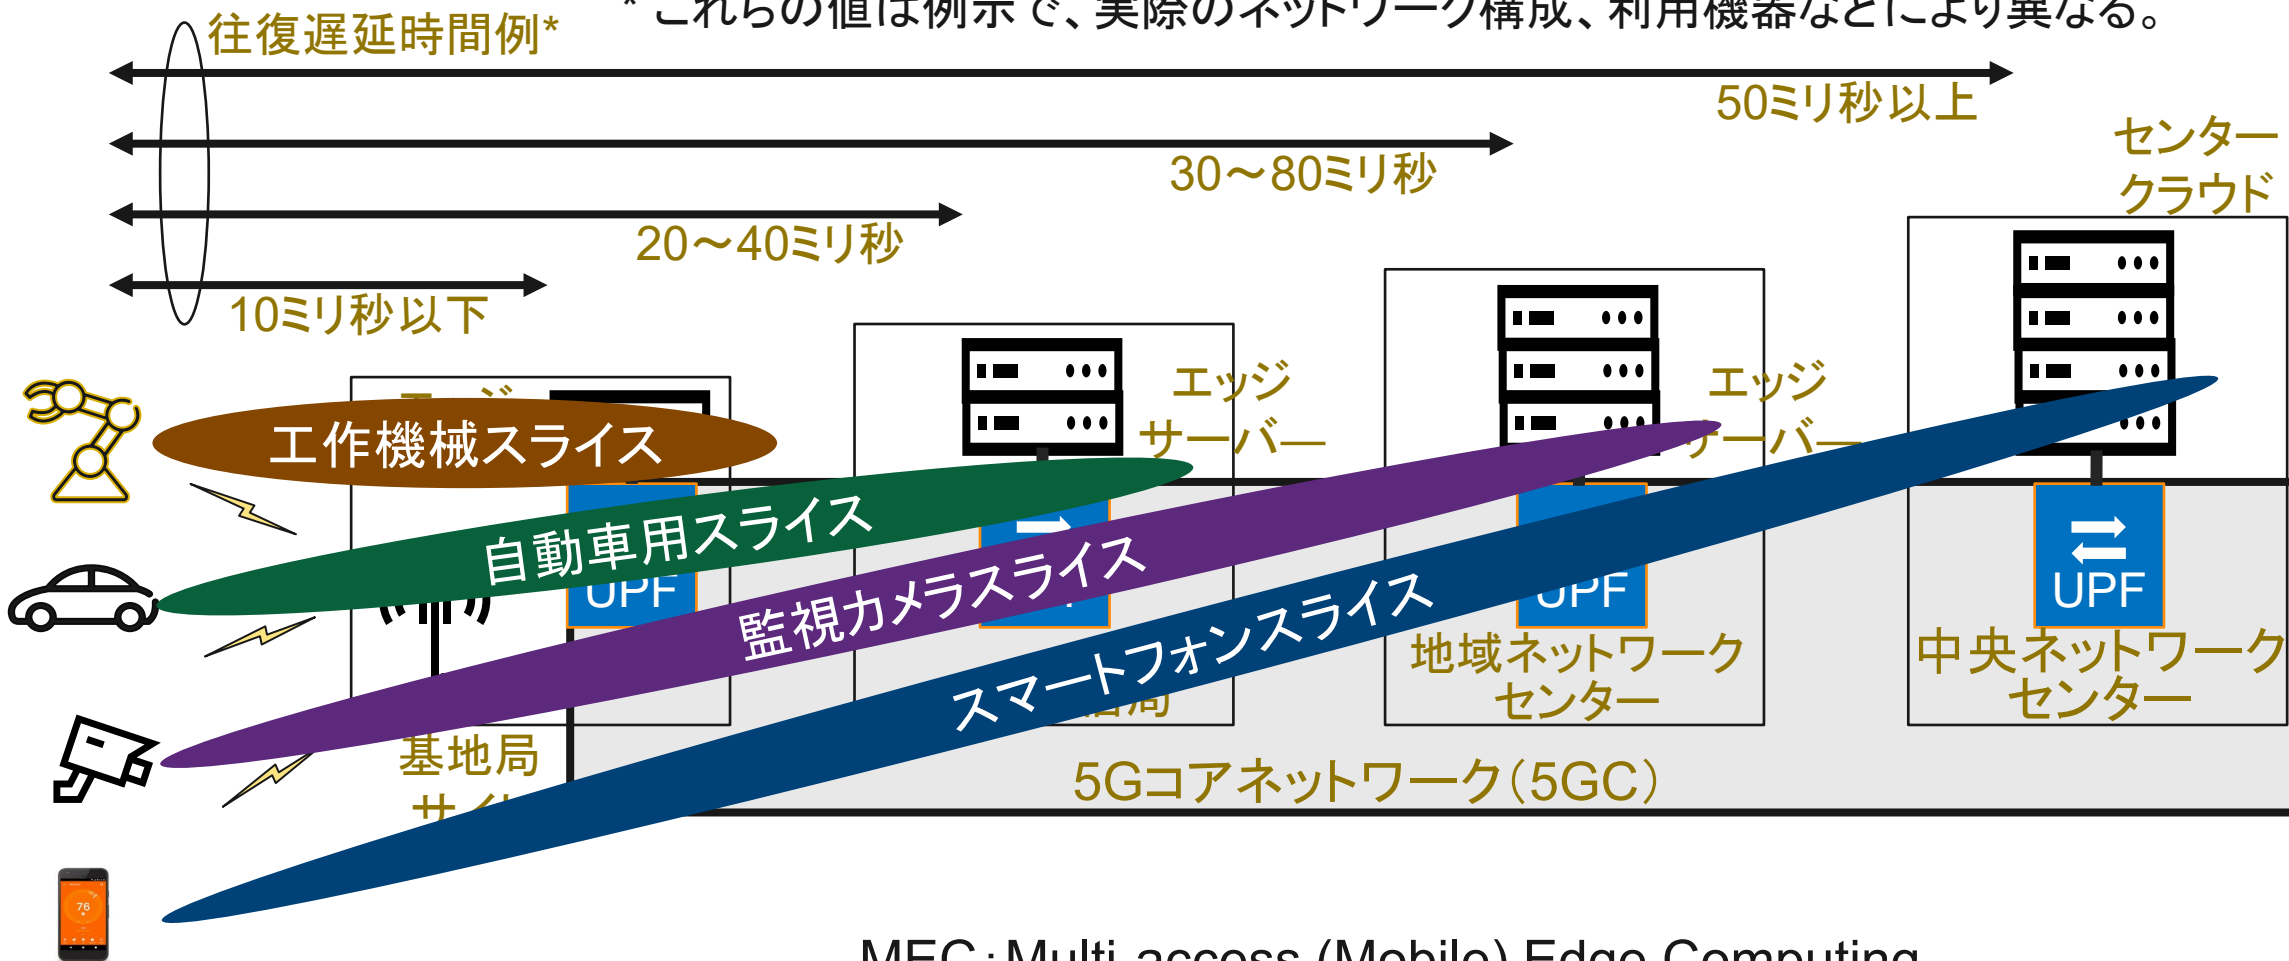 * これらの値は例示で、実際のネットワーク構成、利用機器などにより異なる。
往復遅延時間例*
50ミリ秒以上
30～80ミリ秒
20～40ミリ秒
10ミリ秒以下
センター
クラウド
エッジ
サーバー
エッジ
サーバー
工作機械スライス
自動車用スライス
監視カメラスライス
スマートフォンスライス
UPF
UPF
UPF
地域ネットワーク
センター
中央ネットワーク
センター
基地局
5Gコアネットワーク（5GC）
76
MEC：Multi-access (Mobile) Edge Computing